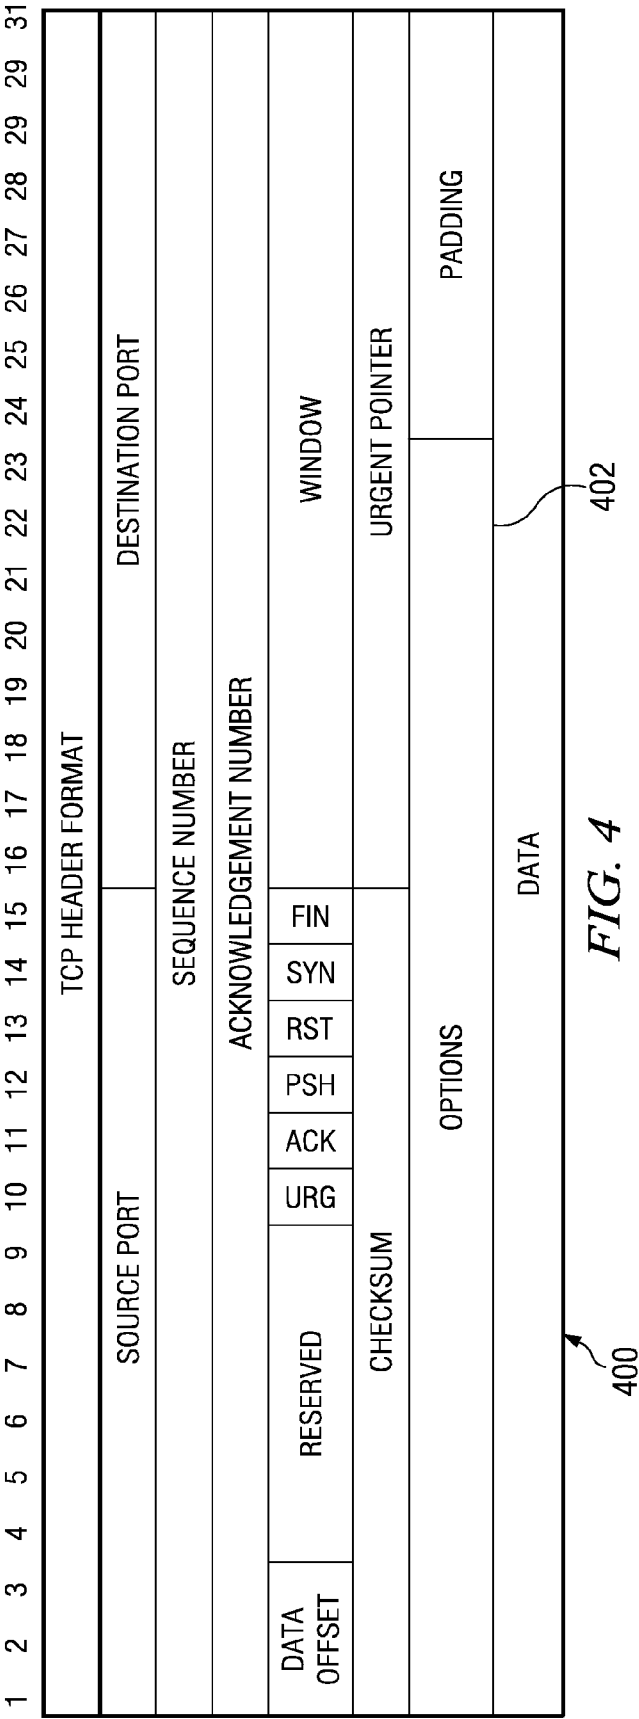 1 2 3 4 5 6 7 8 9 10 11 12 13 14 15 16 17 18 19 20 21 22 23 24 25 26 27 28 29 29 31
TCP HEADER FORMAT
SOURCE PORT DESTINATION PORT
SEQUENCE NUMBER
ACKNOWLEDGEMENT NUMBER
DATA
OFFSET
RESERVED URG ACK PSH RST SYN FIN WINDOW
CHECKSUM URGENT POINTER
OPTIONS PADDING
DATA
402
400
FIG. 4